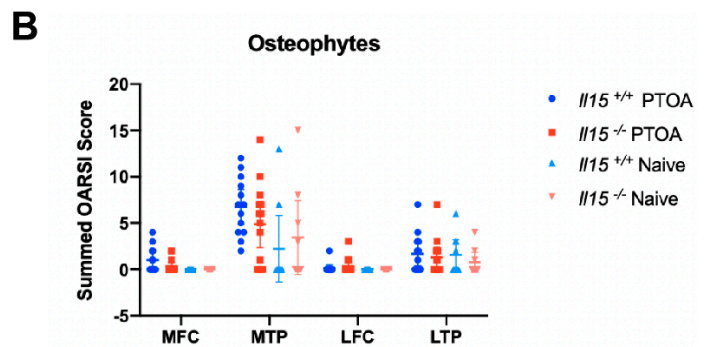 B
Osteophytes
Summed OARSI Score
20
15
10
5
0
-5
MFC MTP LFC LTP
Il15 +/+ PTOA
Il15 -/- PTOA
Il15 +/+ Naive
Il15 -/- Naive